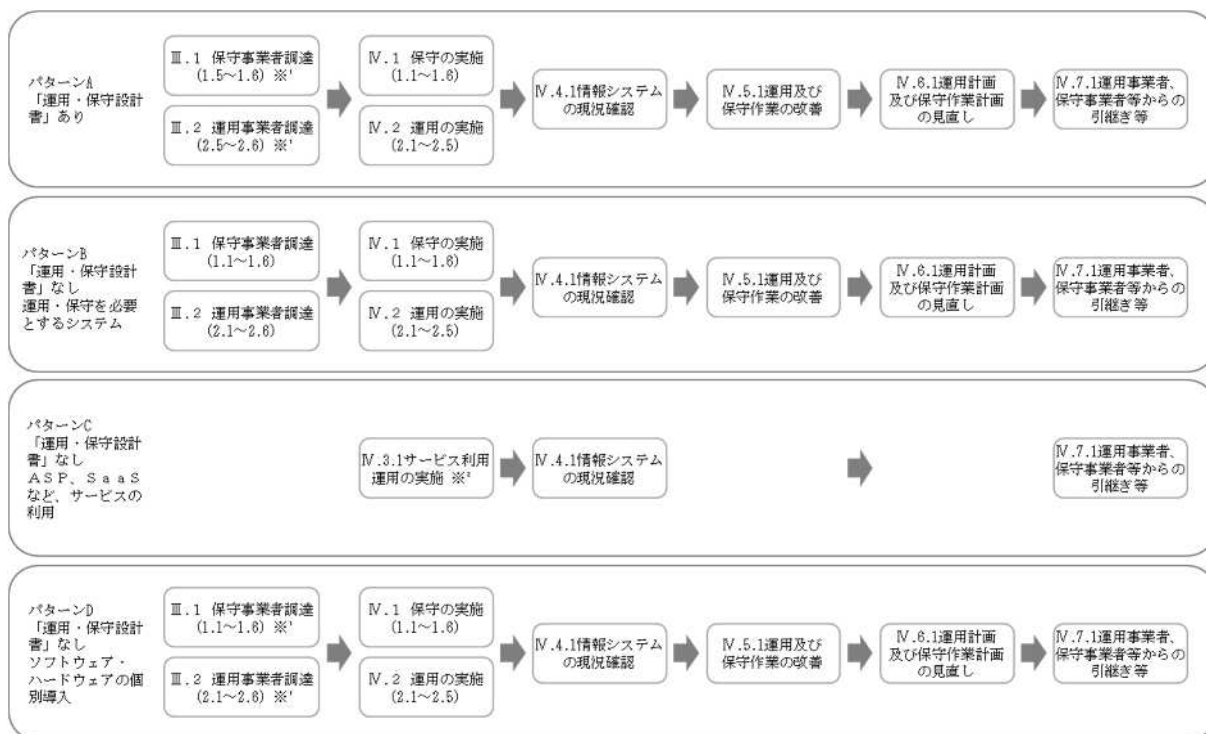 パターンA
「運用・保守設計
書」あり
Ⅲ.1 保守事業者調達
(1.5～1.6) ※¹
Ⅲ.2 運用事業者調達
(2.5～2.6) ※¹
Ⅳ.1 保守の実施
(1.1～1.6)
Ⅳ.2 運用の実施
(2.1～2.5)
Ⅳ.4.1情報システム
の現況確認
Ⅳ.5.1運用及び
保守作業の改善
Ⅳ.6.1運用計画
及び保守作業計画
の見直し
Ⅳ.7.1運用事業者、
保守事業者等からの
引継ぎ等
パターンB
「運用・保守設計
書」なし
運用・保守を必要
とするシステム
Ⅲ.1 保守事業者調達
(1.1～1.6)
Ⅲ.2 運用事業者調達
(2.1～2.6)
Ⅳ.1 保守の実施
(1.1～1.6)
Ⅳ.2 運用の実施
(2.1～2.5)
Ⅳ.4.1情報システム
の現況確認
Ⅳ.5.1運用及び
保守作業の改善
Ⅳ.6.1運用計画
及び保守作業計画
の見直し
Ⅳ.7.1運用事業者、
保守事業者等からの
引継ぎ等
パターンC
「運用・保守設計
書」なし
ＡＳＰ、ＳａａＳ
など、サービスの
利用
Ⅳ.3.1サービス利用
運用の実施 ※²
Ⅳ.4.1情報システム
の現況確認
Ⅳ.7.1運用事業者、
保守事業者等からの
引継ぎ等
パターンD
「運用・保守設計
書」なし
ソフトウェア・
ハードウェアの個
別導入
Ⅲ.1 保守事業者調達
(1.1～1.6) ※¹
Ⅲ.2 運用事業者調達
(2.1～2.6) ※¹
Ⅳ.1 保守の実施
(1.1～1.6)
Ⅳ.2 運用の実施
(2.1～2.5)
Ⅳ.4.1情報システム
の現況確認
Ⅳ.5.1運用及び
保守作業の改善
Ⅳ.6.1運用計画
及び保守作業計画
の見直し
Ⅳ.7.1運用事業者、
保守事業者等からの
引継ぎ等